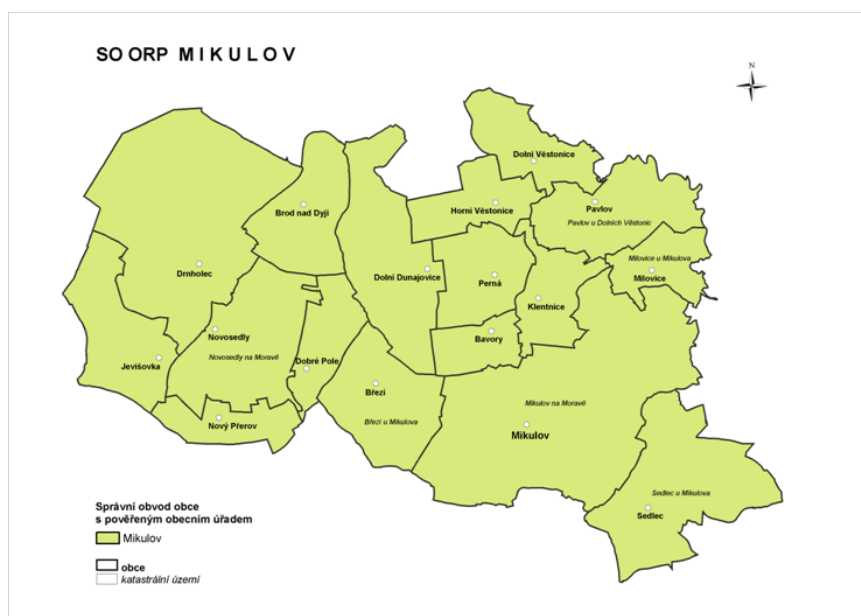 SO ORP M I K U L O V
N
Dolní Věstonice
Brod nad Dyjí
Horní Věstonice
Pavlov
Pavlov u Dolních Věstonic
Milovice u Mikulova
Milovice
Drnholec
Dolní Dunajovice
Perná
Klentnice
Novosedly
Novosedly na Moravě
Bavory
Jevišovka
Dobré Pole
Březí
Březí u Mikulova
Mikulov na Moravě
Mikulov
Nový Přerov
Sedlec u Mikulova
Sedlec
Správní obvod obce
s pověřeným obecním úřadem
Mikulov
obce
katastrální území